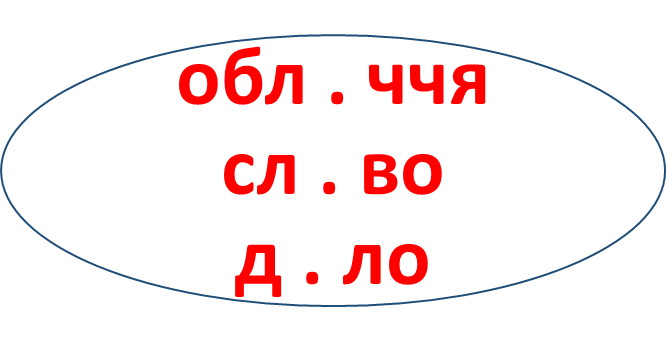 обл . ччя
сл . во
д . ло